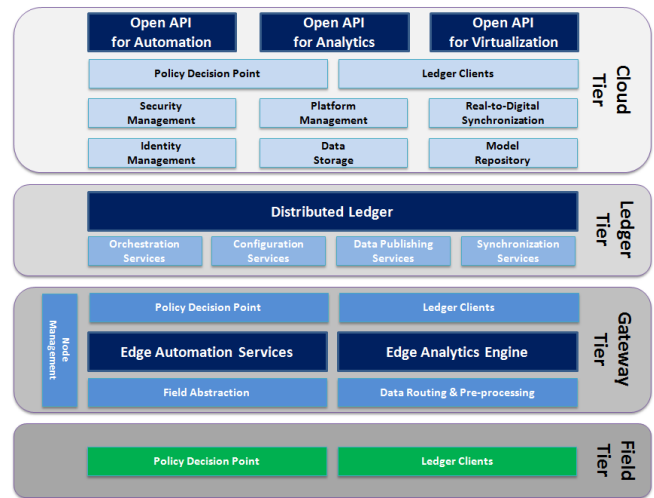 Open API
for Automation
Open API
for Analytics
Open API
for Virtualization
Policy Decision Point
Ledger Clients
Security
Management
Platform
Management
Real-to-Digital
Synchronization
Identity
Management
Data
Storage
Model
Repository
Cloud
Tier
Distributed Ledger
Orchestration
Services
Configuration
Services
Data Publishing
Services
Synchronization
Services
Ledger
Tier
Node
Management
Policy Decision Point
Ledger Clients
Edge Automation Services
Edge Analytics Engine
Field Abstraction
Data Routing & Pre-processing
Gateway
Tier
Policy Decision Point
Ledger Clients
Field
Tier